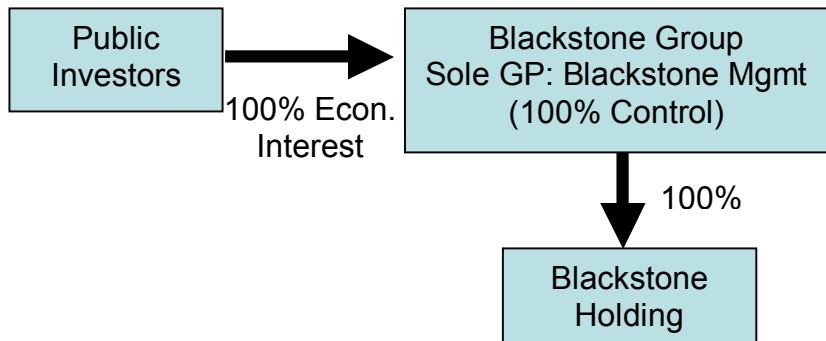 Public
Investors
100% Econ.
Interest
Blackstone Group
Sole GP: Blackstone Mgmt
(100% Control)
100%
Blackstone
Holding